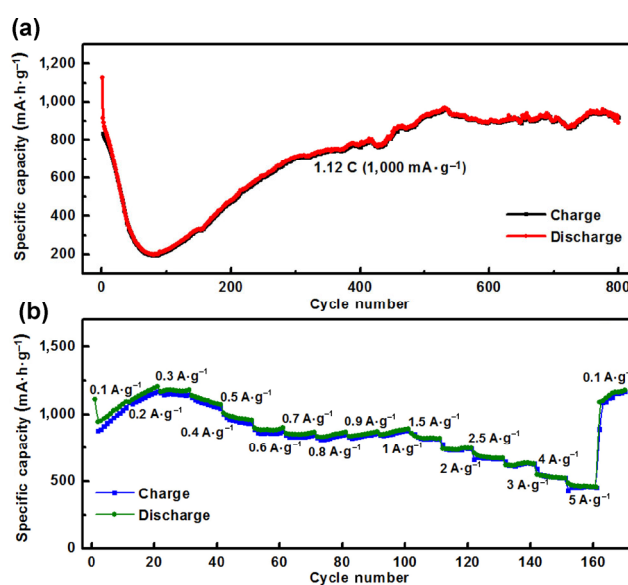 (a)
1,200
1,000
800
600
400
200
Specific capacity (mA·h·g⁻¹)
1.12 C (1,000 mA·g⁻¹)
Charge
Discharge
0 200 400 600 800
Cycle number
(b)
1,500
1,000
500
0
Specific capacity (mA·h·g⁻¹)
0.1 A·g⁻¹
0.2 A·g⁻¹
0.3 A·g⁻¹
0.4 A·g⁻¹
0.5 A·g⁻¹
0.6 A·g⁻¹
0.7 A·g⁻¹
0.8 A·g⁻¹
0.9 A·g⁻¹
1 A·g⁻¹
1.5 A·g⁻¹
2 A·g⁻¹
2.5 A·g⁻¹
3 A·g⁻¹
4 A·g⁻¹
5 A·g⁻¹
0.1 A·g⁻¹
Charge
Discharge
0 20 40 60 80 100 120 140 160
Cycle number